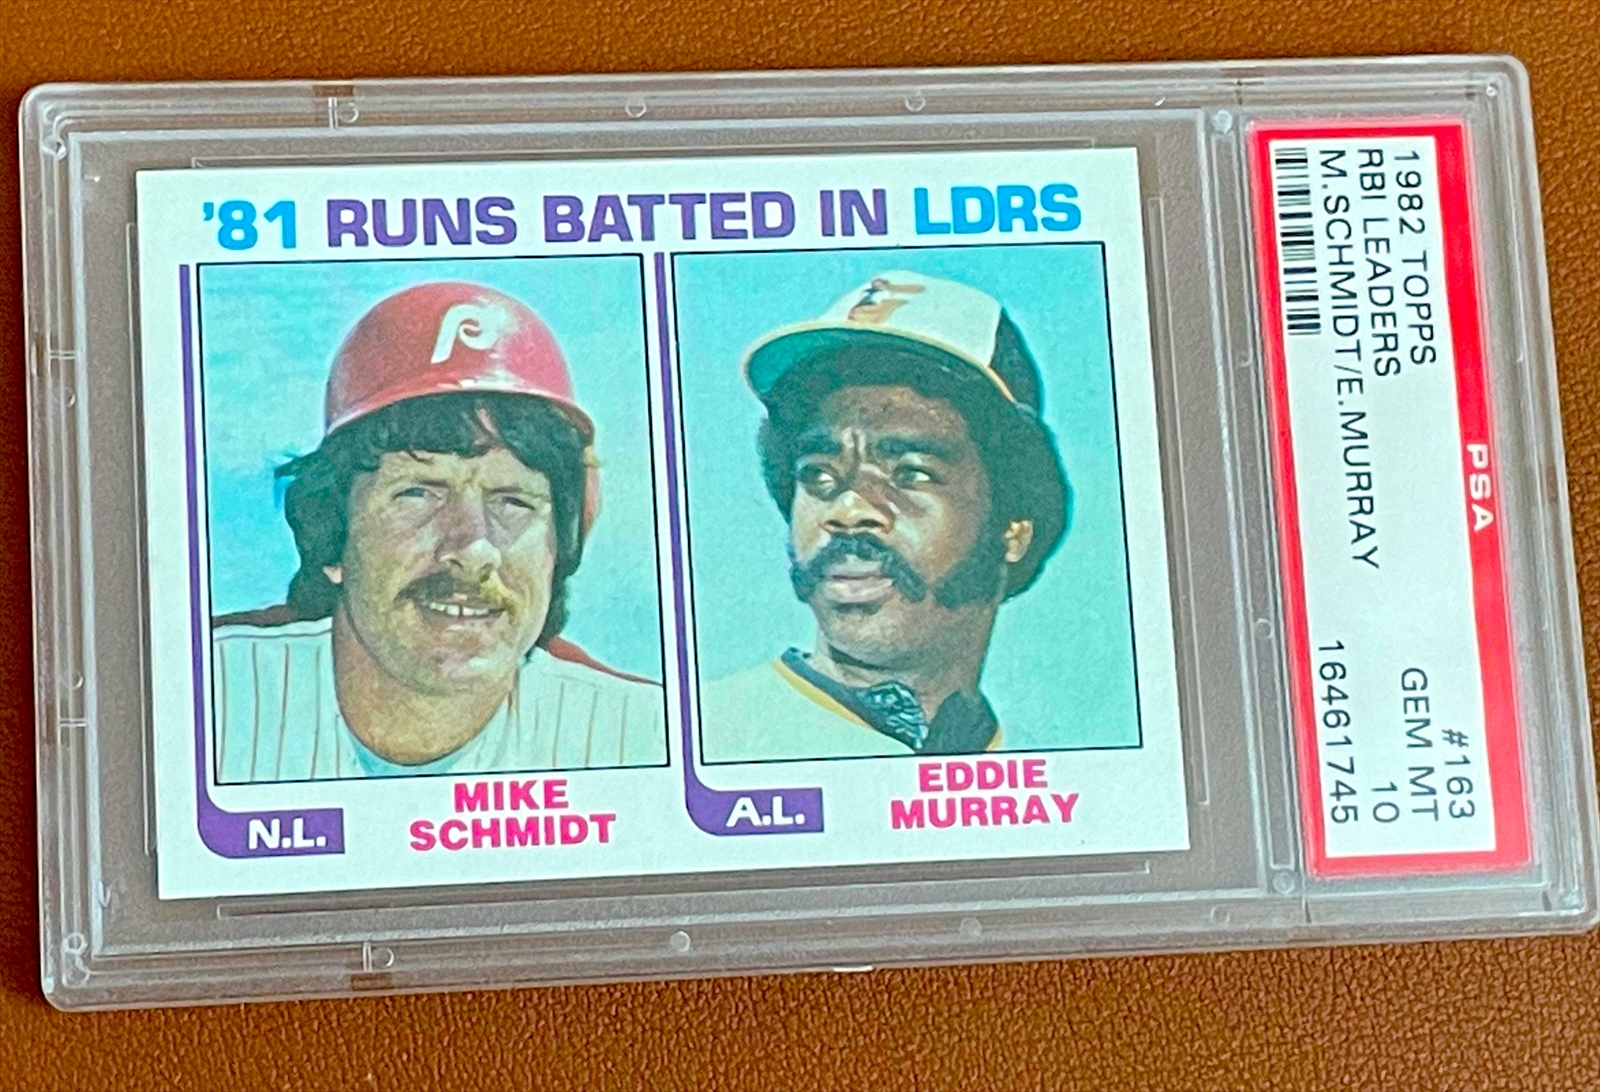 '81 RUNS BATTED IN LDRS
P
N.L.
MIKE
SCHMIDT
A.L.
EDDIE
MURRAY
PSA
1982 TOPPS #163
RBI LEADERS GEM MT
M.SCHMIDT/E.MURRAY 10
16461745